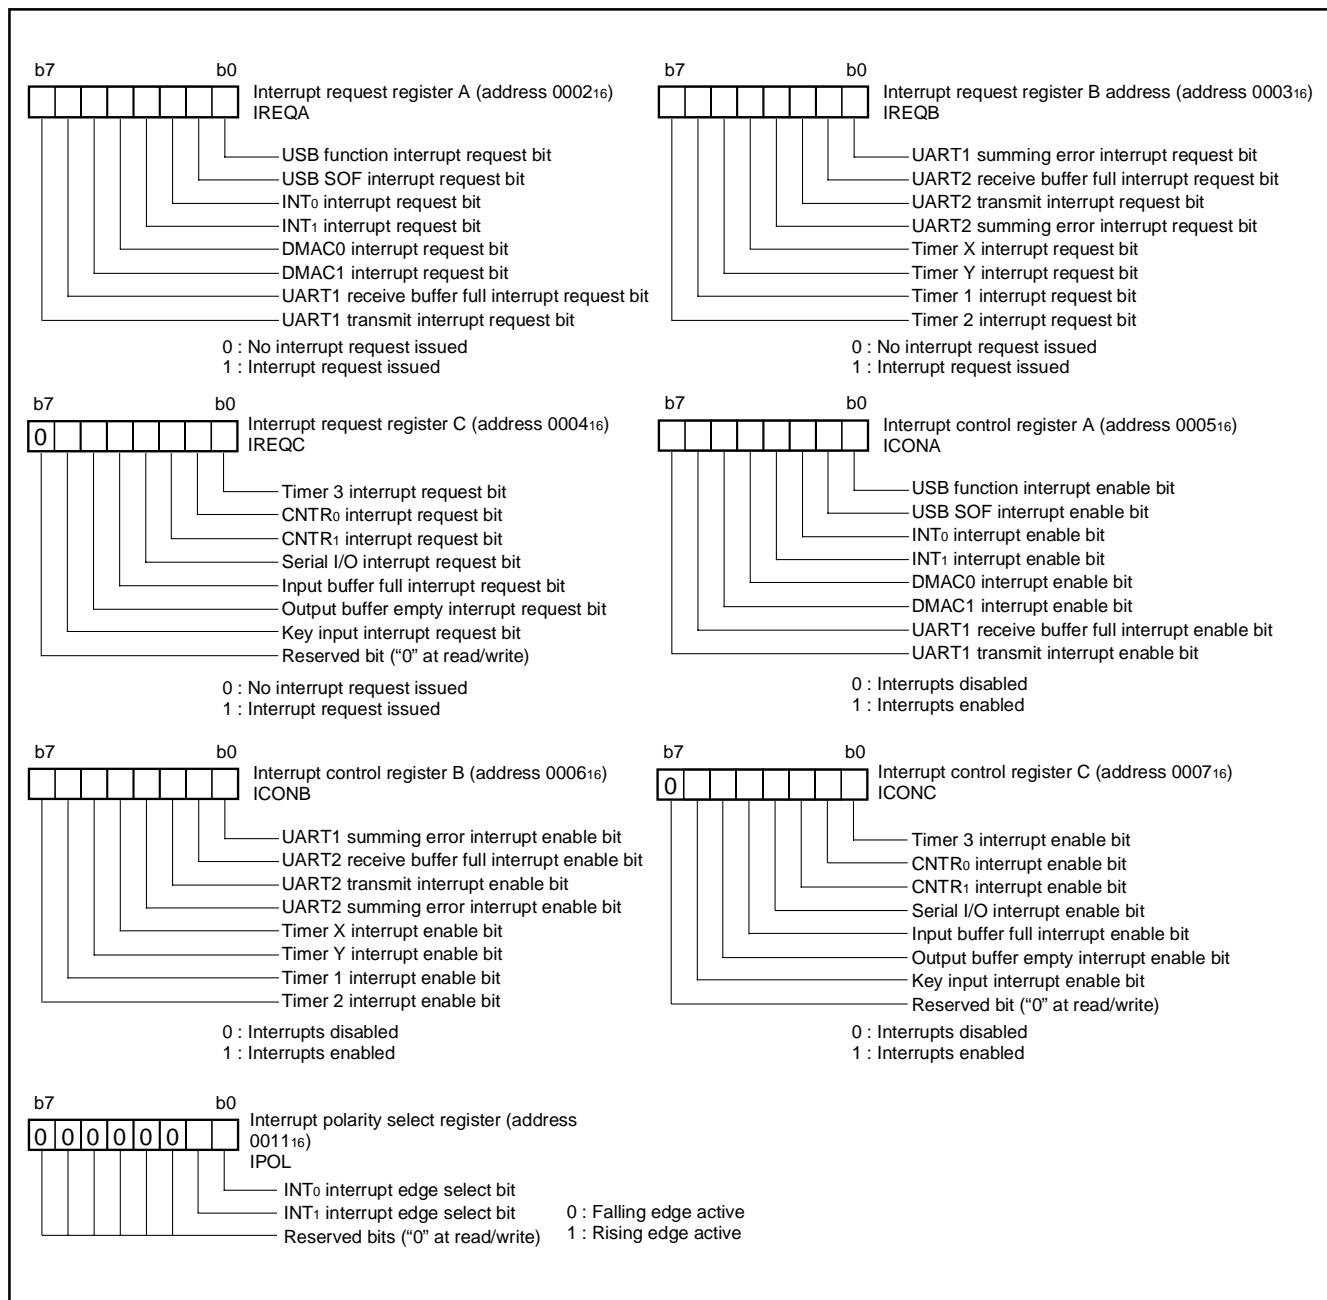 b7 b0
Interrupt request register A (address 0002₁₆)
IREQA
USB function interrupt request bit
USB SOF interrupt request bit
INT₀ interrupt request bit
INT₁ interrupt request bit
DMAC0 interrupt request bit
DMAC1 interrupt request bit
UART1 receive buffer full interrupt request bit
UART1 transmit interrupt request bit
0 : No interrupt request issued
1 : Interrupt request issued
b7 b0
Interrupt request register B address (address 0003₁₆)
IREQB
UART1 summing error interrupt request bit
UART2 receive buffer full interrupt request bit
UART2 transmit interrupt request bit
UART2 summing error interrupt request bit
Timer X interrupt request bit
Timer Y interrupt request bit
Timer 1 interrupt request bit
Timer 2 interrupt request bit
0 : No interrupt request issued
1 : Interrupt request issued
b7 b0
0
Interrupt request register C (address 0004₁₆)
IREQC
Timer 3 interrupt request bit
CNTR₀ interrupt request bit
CNTR₁ interrupt request bit
Serial I/O interrupt request bit
Input buffer full interrupt request bit
Output buffer empty interrupt request bit
Key input interrupt request bit
Reserved bit (“0” at read/write)
0 : No interrupt request issued
1 : Interrupt request issued
b7 b0
Interrupt control register A (address 0005₁₆)
ICONA
USB function interrupt enable bit
USB SOF interrupt enable bit
INT₀ interrupt enable bit
INT₁ interrupt enable bit
DMAC0 interrupt enable bit
DMAC1 interrupt enable bit
UART1 receive buffer full interrupt enable bit
UART1 transmit interrupt enable bit
0 : Interrupts disabled
1 : Interrupts enabled
b7 b0
Interrupt control register B (address 0006₁₆)
ICONB
UART1 summing error interrupt enable bit
UART2 receive buffer full interrupt enable bit
UART2 transmit interrupt enable bit
UART2 summing error interrupt enable bit
Timer X interrupt enable bit
Timer Y interrupt enable bit
Timer 1 interrupt enable bit
Timer 2 interrupt enable bit
0 : Interrupts disabled
1 : Interrupts enabled
b7 b0
0
Interrupt control register C (address 0007₁₆)
ICONC
Timer 3 interrupt enable bit
CNTR₀ interrupt enable bit
CNTR₁ interrupt enable bit
Serial I/O interrupt enable bit
Input buffer full interrupt enable bit
Output buffer empty interrupt enable bit
Key input interrupt enable bit
Reserved bit (“0” at read/write)
0 : Interrupts disabled
1 : Interrupts enabled
b7 b0
0 0 0 0 0 0
Interrupt polarity select register (address
0011₁₆)
IPOL
INT₀ interrupt edge select bit
INT₁ interrupt edge select bit
Reserved bits (“0” at read/write)
0 : Falling edge active
1 : Rising edge active